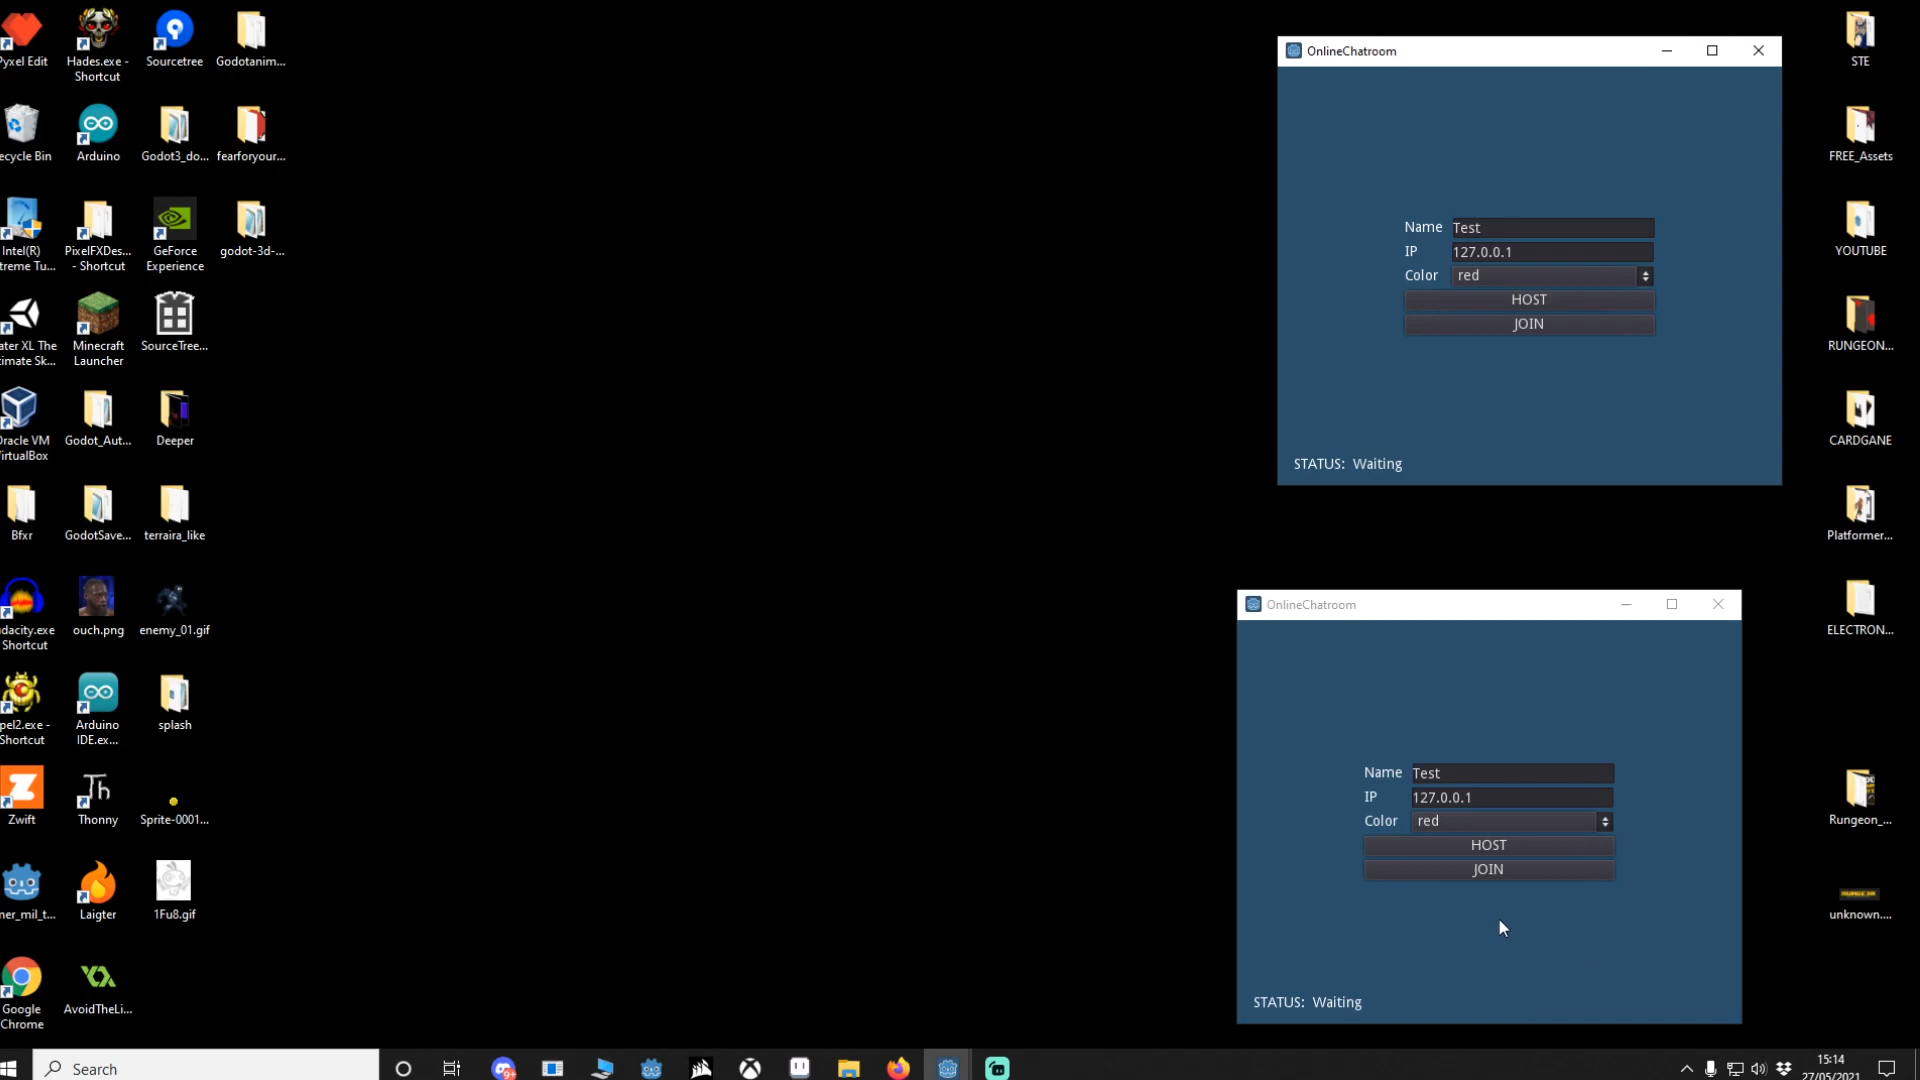 Pyxel Edit
Hades.exe -
Shortcut
Sourcetree
Godotanim...
ecycle Bin
Arduino
Godot3_do...
fearforyour...
Intel(R)
treme Tu...
PixelFXDes...
- Shortcut
GeForce
Experience
godot-3d-...
ater XL The
timate Sk...
Minecraft
Launcher
SourceTree...
Oracle VM
VirtualBox
Godot_Aut...
Deeper
Bfxr
GodotSave...
terraira_like
udacity.exe
Shortcut
ouch.png
enemy_01.gif
pel2.exe -
Shortcut
Arduino
IDE.ex...
splash
Zwift
Th
Thonny
Sprite-0001...
ner_mil_t...
Laigter
1Fu8.gif
Google
Chrome
AvoidTheLi...
OnlineChatroom
Name Test
IP 127.0.0.1
Color red
HOST
JOIN
STATUS: Waiting
OnlineChatroom
Name Test
IP 127.0.0.1
Color red
HOST
JOIN
STATUS: Waiting
STE
FREE_Assets
YOUTUBE
RUNGEON...
CARDGANE
Platformer...
ELECTRON...
Rungeon_...
unknown....
Search
15:14
27/05/2021